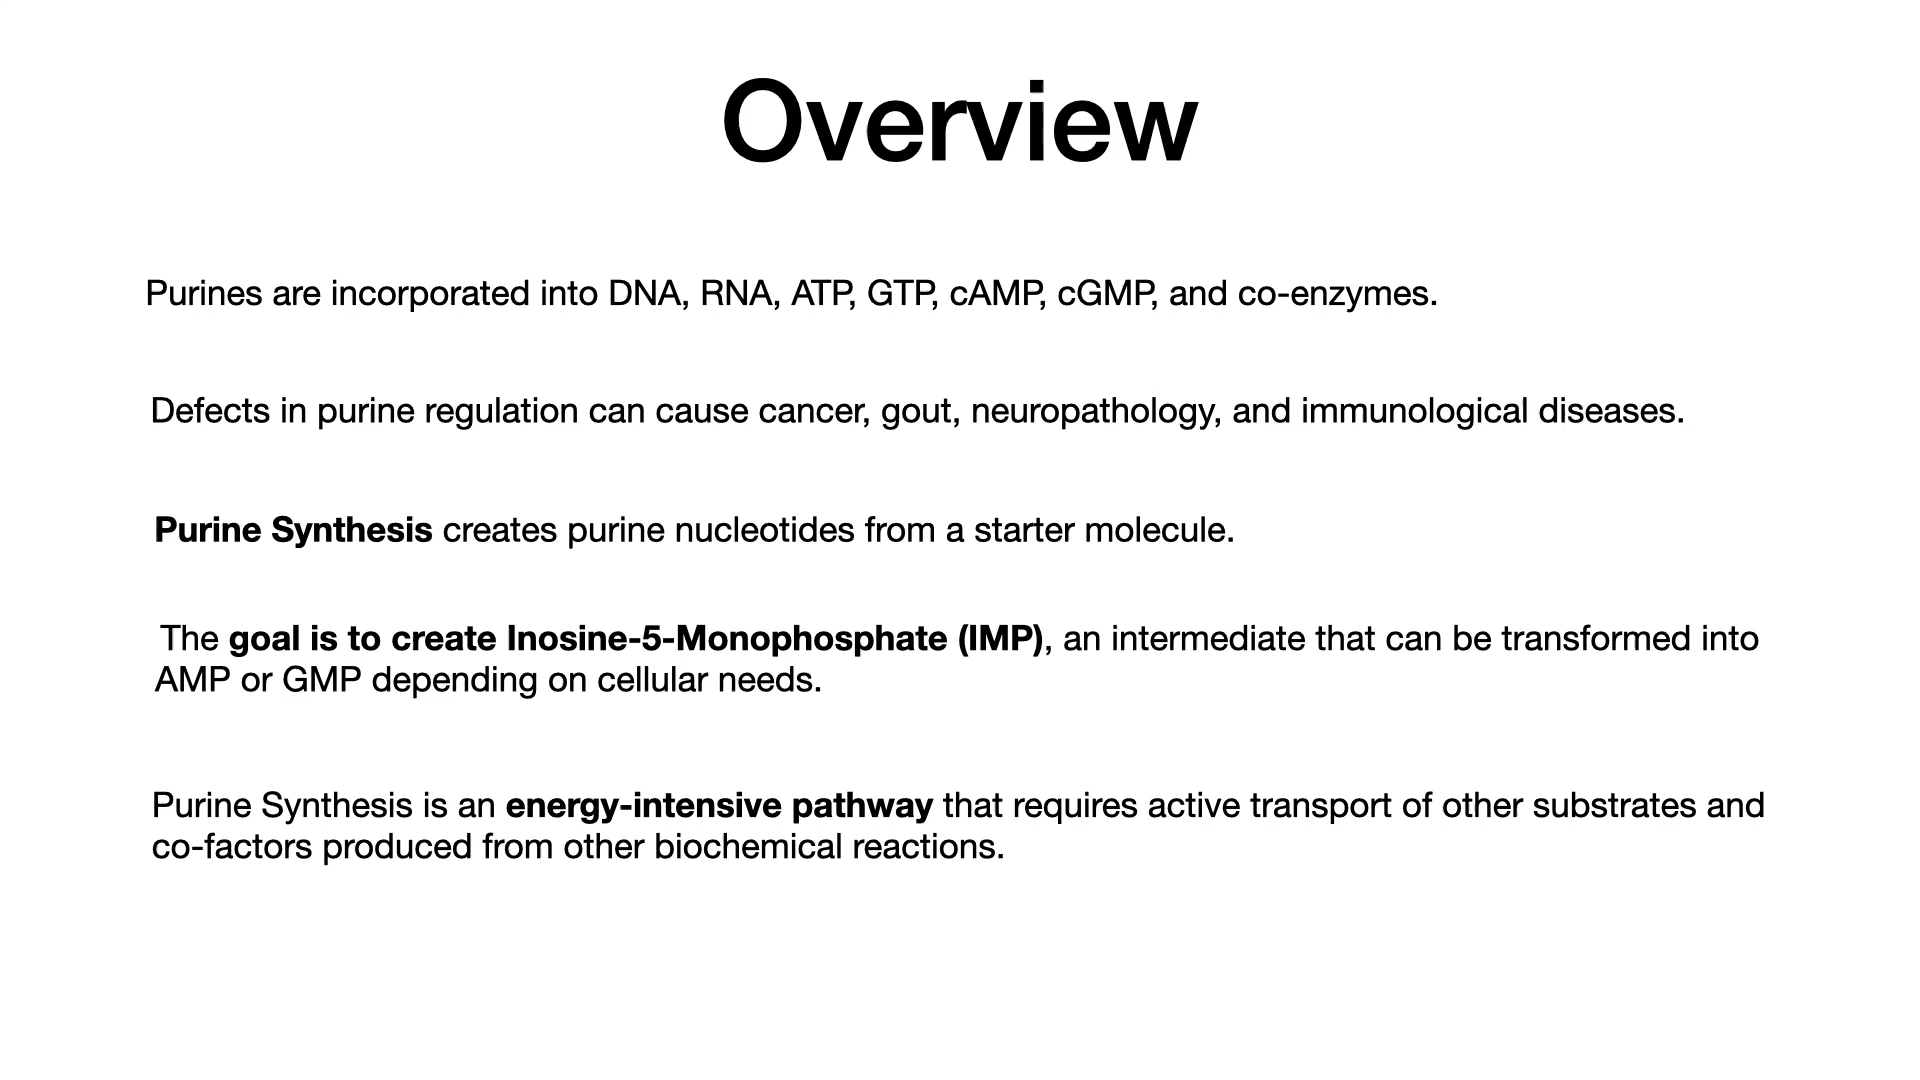 Overview
Purines are incorporated into DNA, RNA, ATP, GTP, cAMP, cGMP, and co-enzymes.
Defects in purine regulation can cause cancer, gout, neuropathology, and immunological diseases.
Purine Synthesis creates purine nucleotides from a starter molecule.
The goal is to create Inosine-5-Monophosphate (IMP), an intermediate that can be transformed into
AMP or GMP depending on cellular needs.
Purine Synthesis is an energy-intensive pathway that requires active transport of other substrates and
co-factors produced from other biochemical reactions.